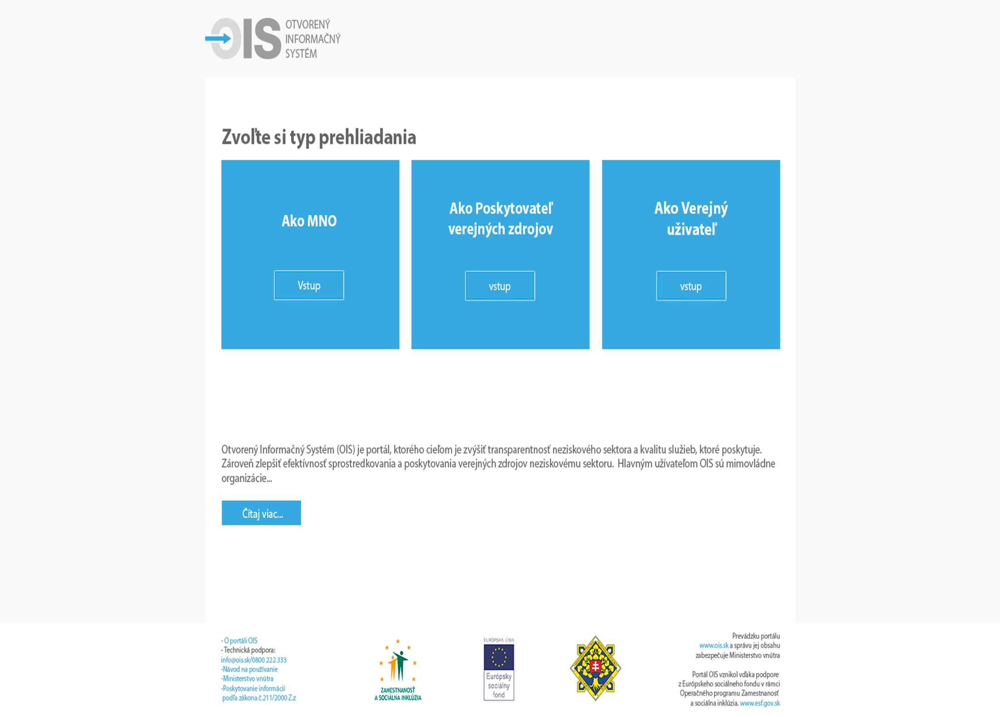 OIS
OTVORENÝ
INFORMAČNÝ
SYSTÉM
Zvoľte si typ prehliadania
Ako MNO
Vstup
Ako Poskytovateľ
verejných zdrojov
vstup
Ako Verejný
uživateľ
vstup
Otvorený Informačný Systém (OIS) je portál, ktorého cieľom je zvýšiť transparentnosť neziskového sektora a kvalitu služieb, ktoré poskytuje.
Zároveň zlepšiť efektívnosť sprostredkovania a poskytovania verejných zdrojov neziskovému sektoru. Hlavným užívateľom OIS sú mimovládne
organizácie...
Čítaj viac...
- O portáli OIS
- Technická podpora:
info@ois.sk/0800 222 333
-Návod na používanie
-Ministerstvo vnútra
-Poskytovanie informácií
podľa zákona č.211/2000 Z.z
ZAMESTNANOSŤ
A SOCIÁLNA INKLÚZIA
EURÓPSKA ÚNIA
Európsky
sociálny
fond
Prevádzku portálu
www.ois.sk a správu jej obsahu
zabezpečuje Ministerstvo vnútra
Portál OIS vznikol vďaka podpore
z Európskeho sociálneho fondu v rámci
Operačného programu Zamestnanosť
a sociálna inklúzia. www.esf.gov.sk